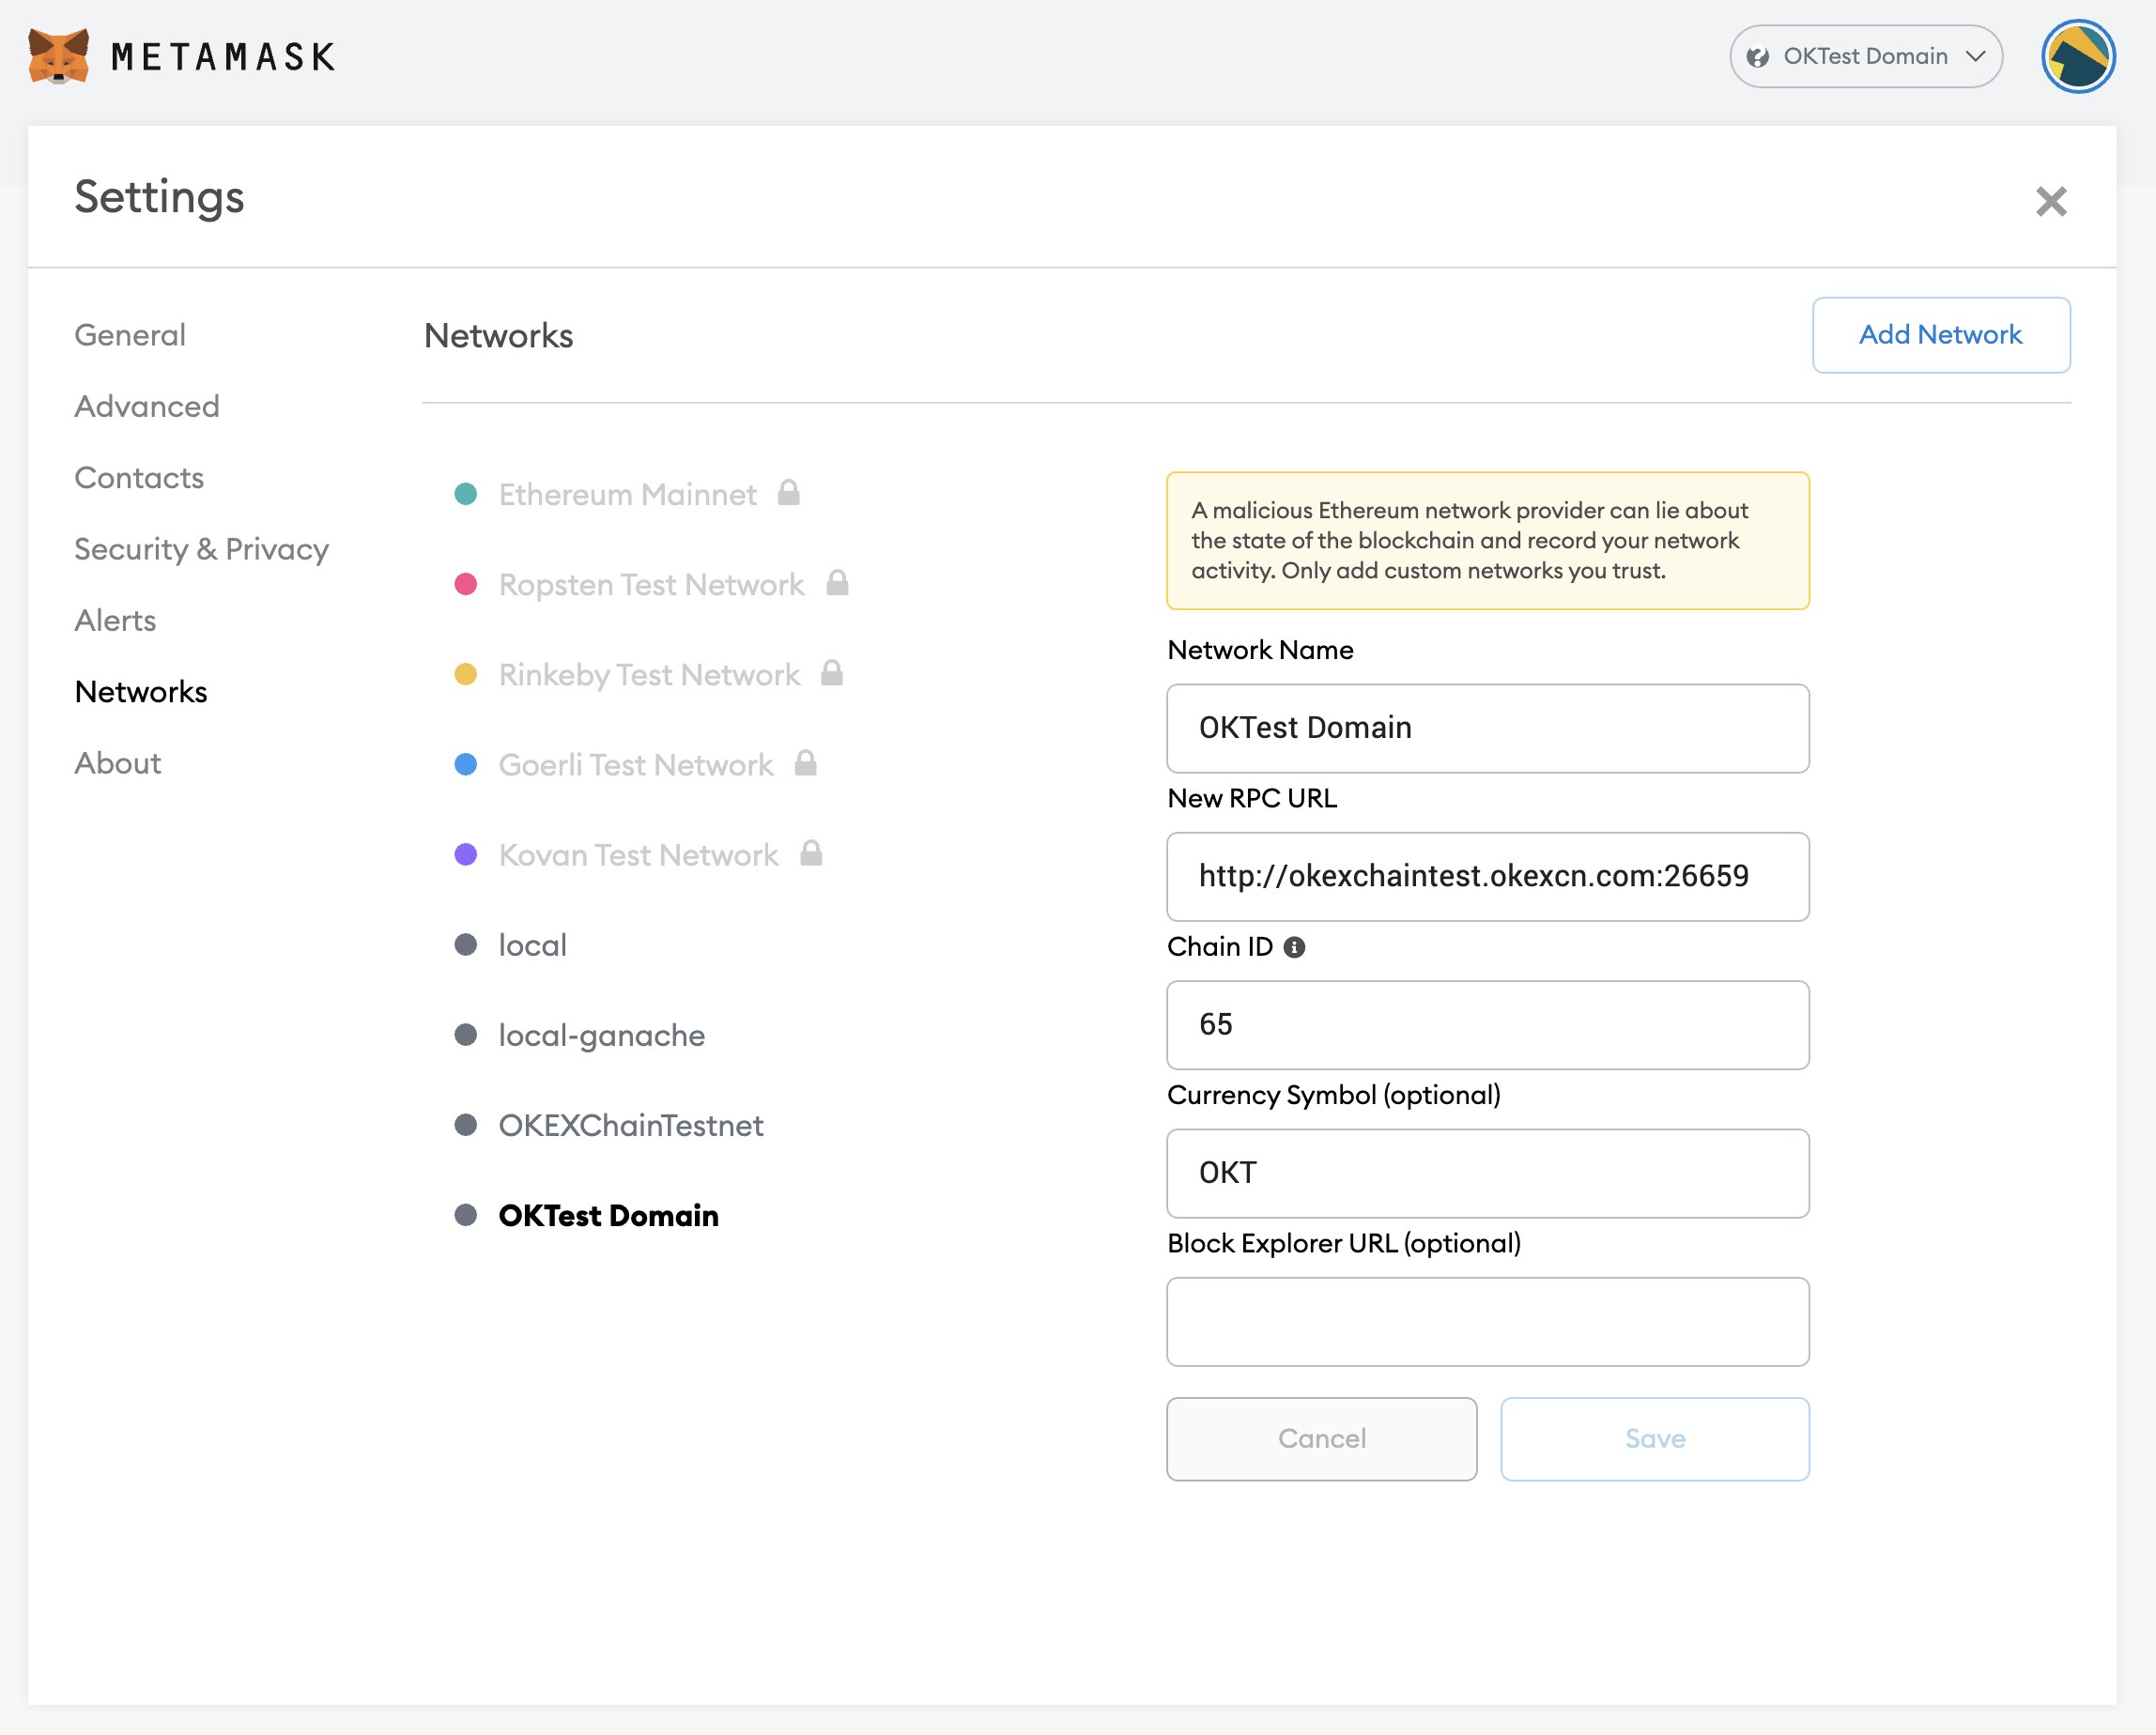 METAMASK
OKTest Domain
Settings
General
Advanced
Contacts
Security & Privacy
Alerts
Networks
About
Networks
Add Network
Ethereum Mainnet
Ropsten Test Network
Rinkeby Test Network
Goerli Test Network
Kovan Test Network
local
local-ganache
OKEXChainTestnet
OKTest Domain
A malicious Ethereum network provider can lie about
the state of the blockchain and record your network
activity. Only add custom networks you trust.
Network Name
OKTest Domain
New RPC URL
http://okexchaintest.okexcn.com:26659
Chain ID
65
Currency Symbol (optional)
OKT
Block Explorer URL (optional)
Cancel
Save